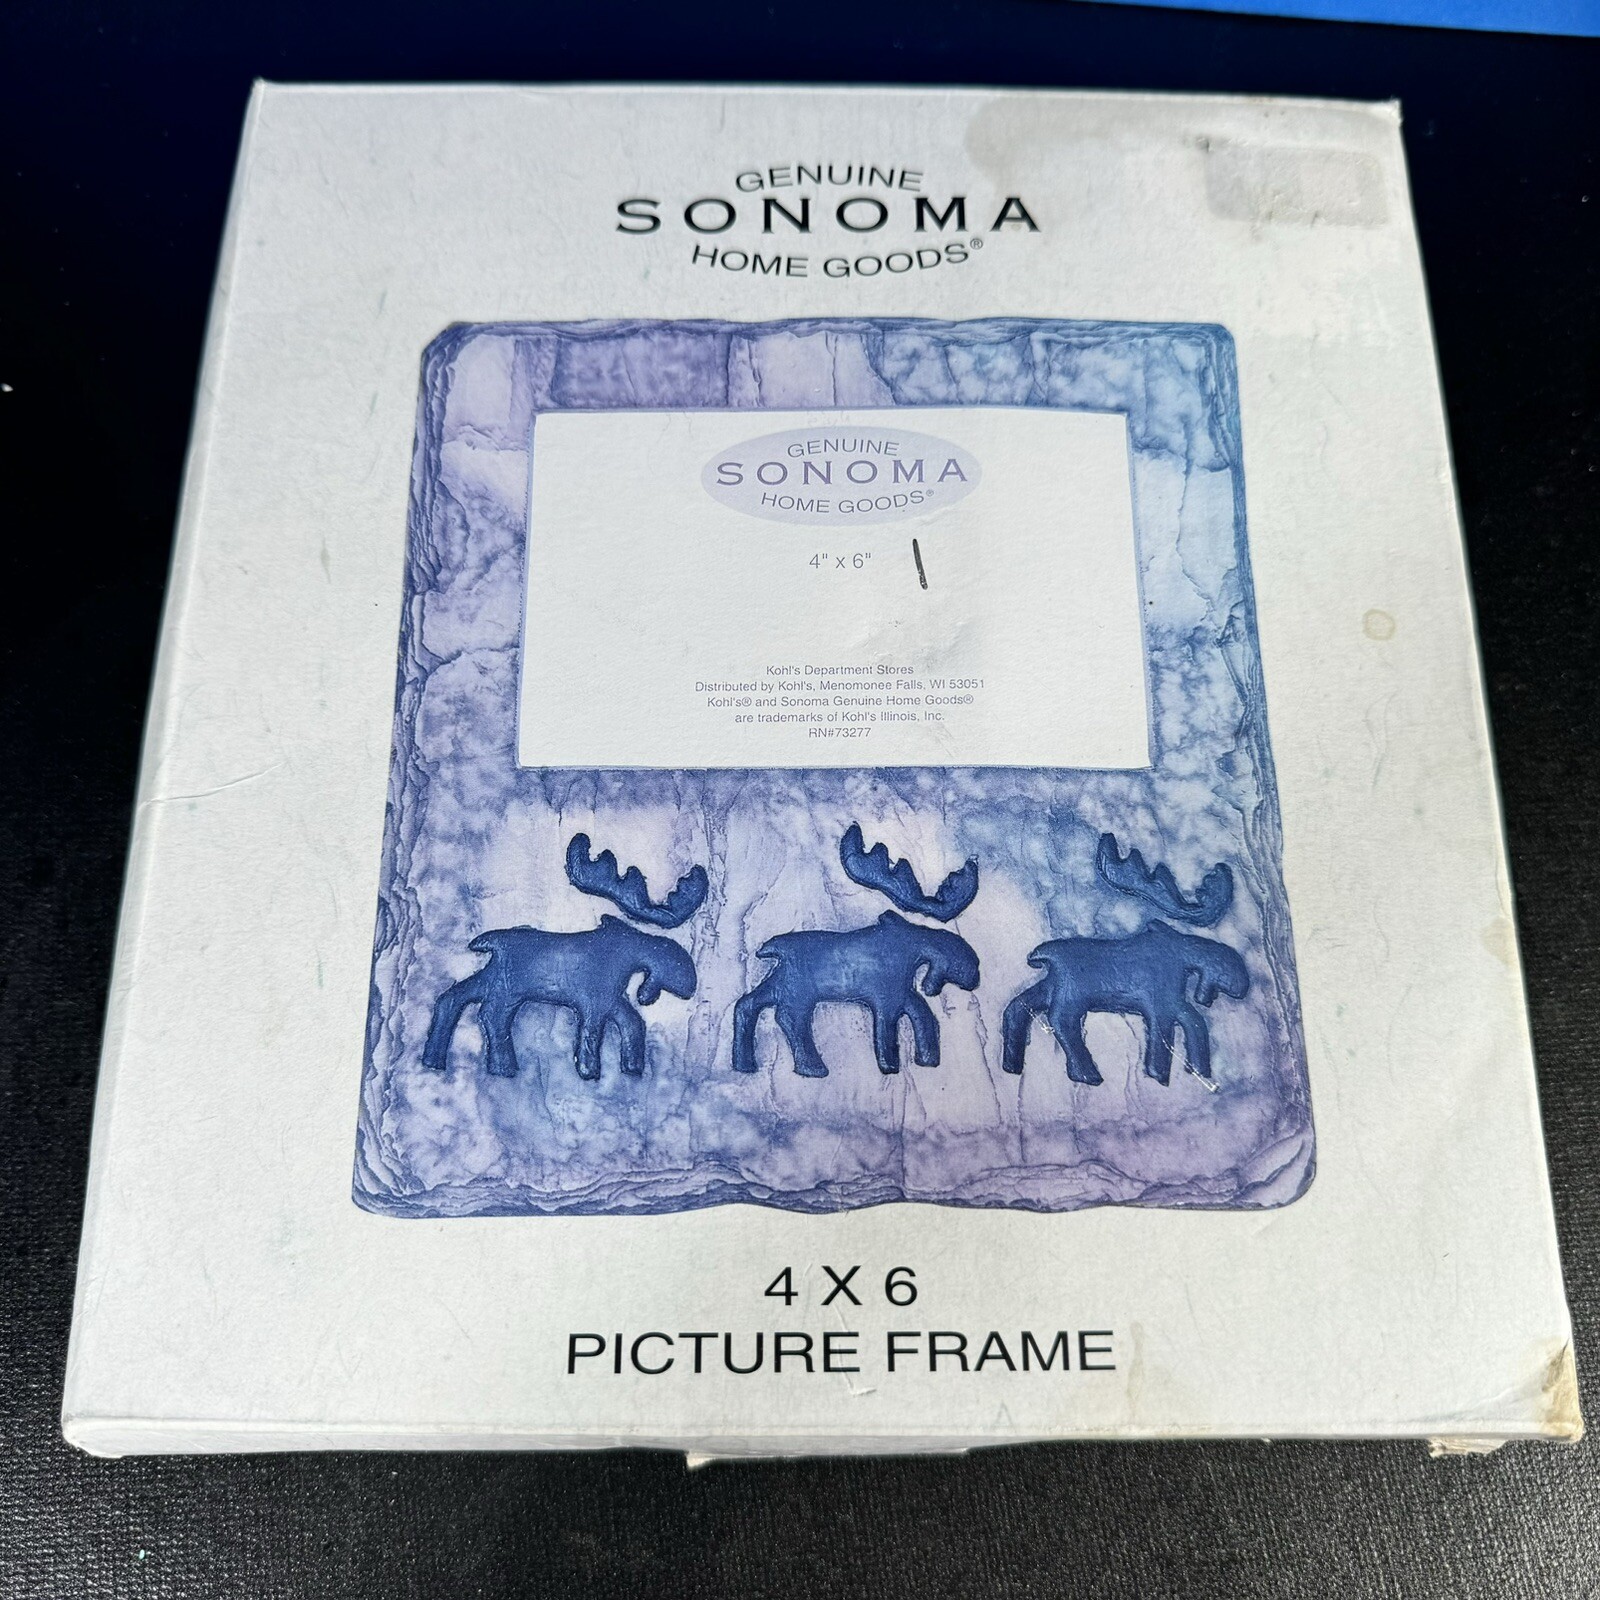 GENUINE
SONOMA
HOME GOODS®
GENUINE
SONOMA
HOME GOODS®
4" x 6"
Kohl's Department Stores
Distributed by Kohl's, Menomonee Falls, WI 53051
Kohl's® and Sonoma Genuine Home Goods®
are trademarks of Kohl's Illinois, Inc.
RN#73277
4 X 6
PICTURE FRAME